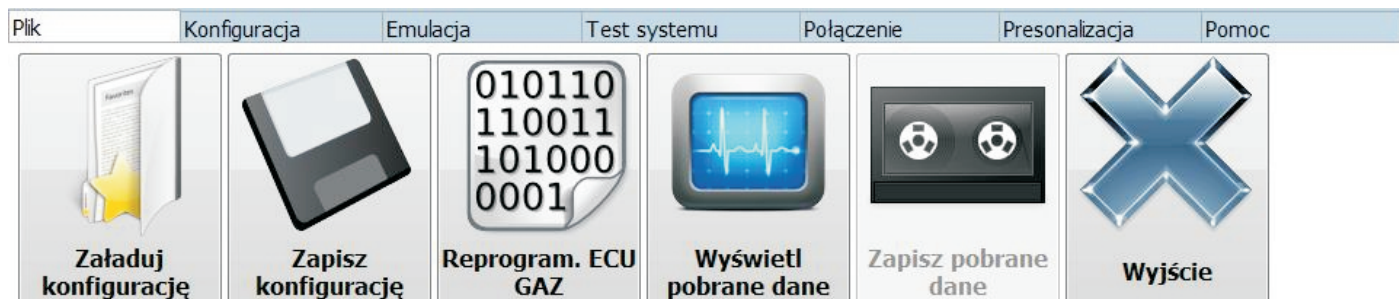 Plik Konfiguracja Emulacja Test systemu Połączenie Presonalizacja Pomoc
010110
110011
101000
0001
Załaduj
konfigurację
Zapisz
konfigurację
Reprogram. ECU
GAZ
Wyświetl
pobrane dane
Zapisz pobrane
dane
Wyjście